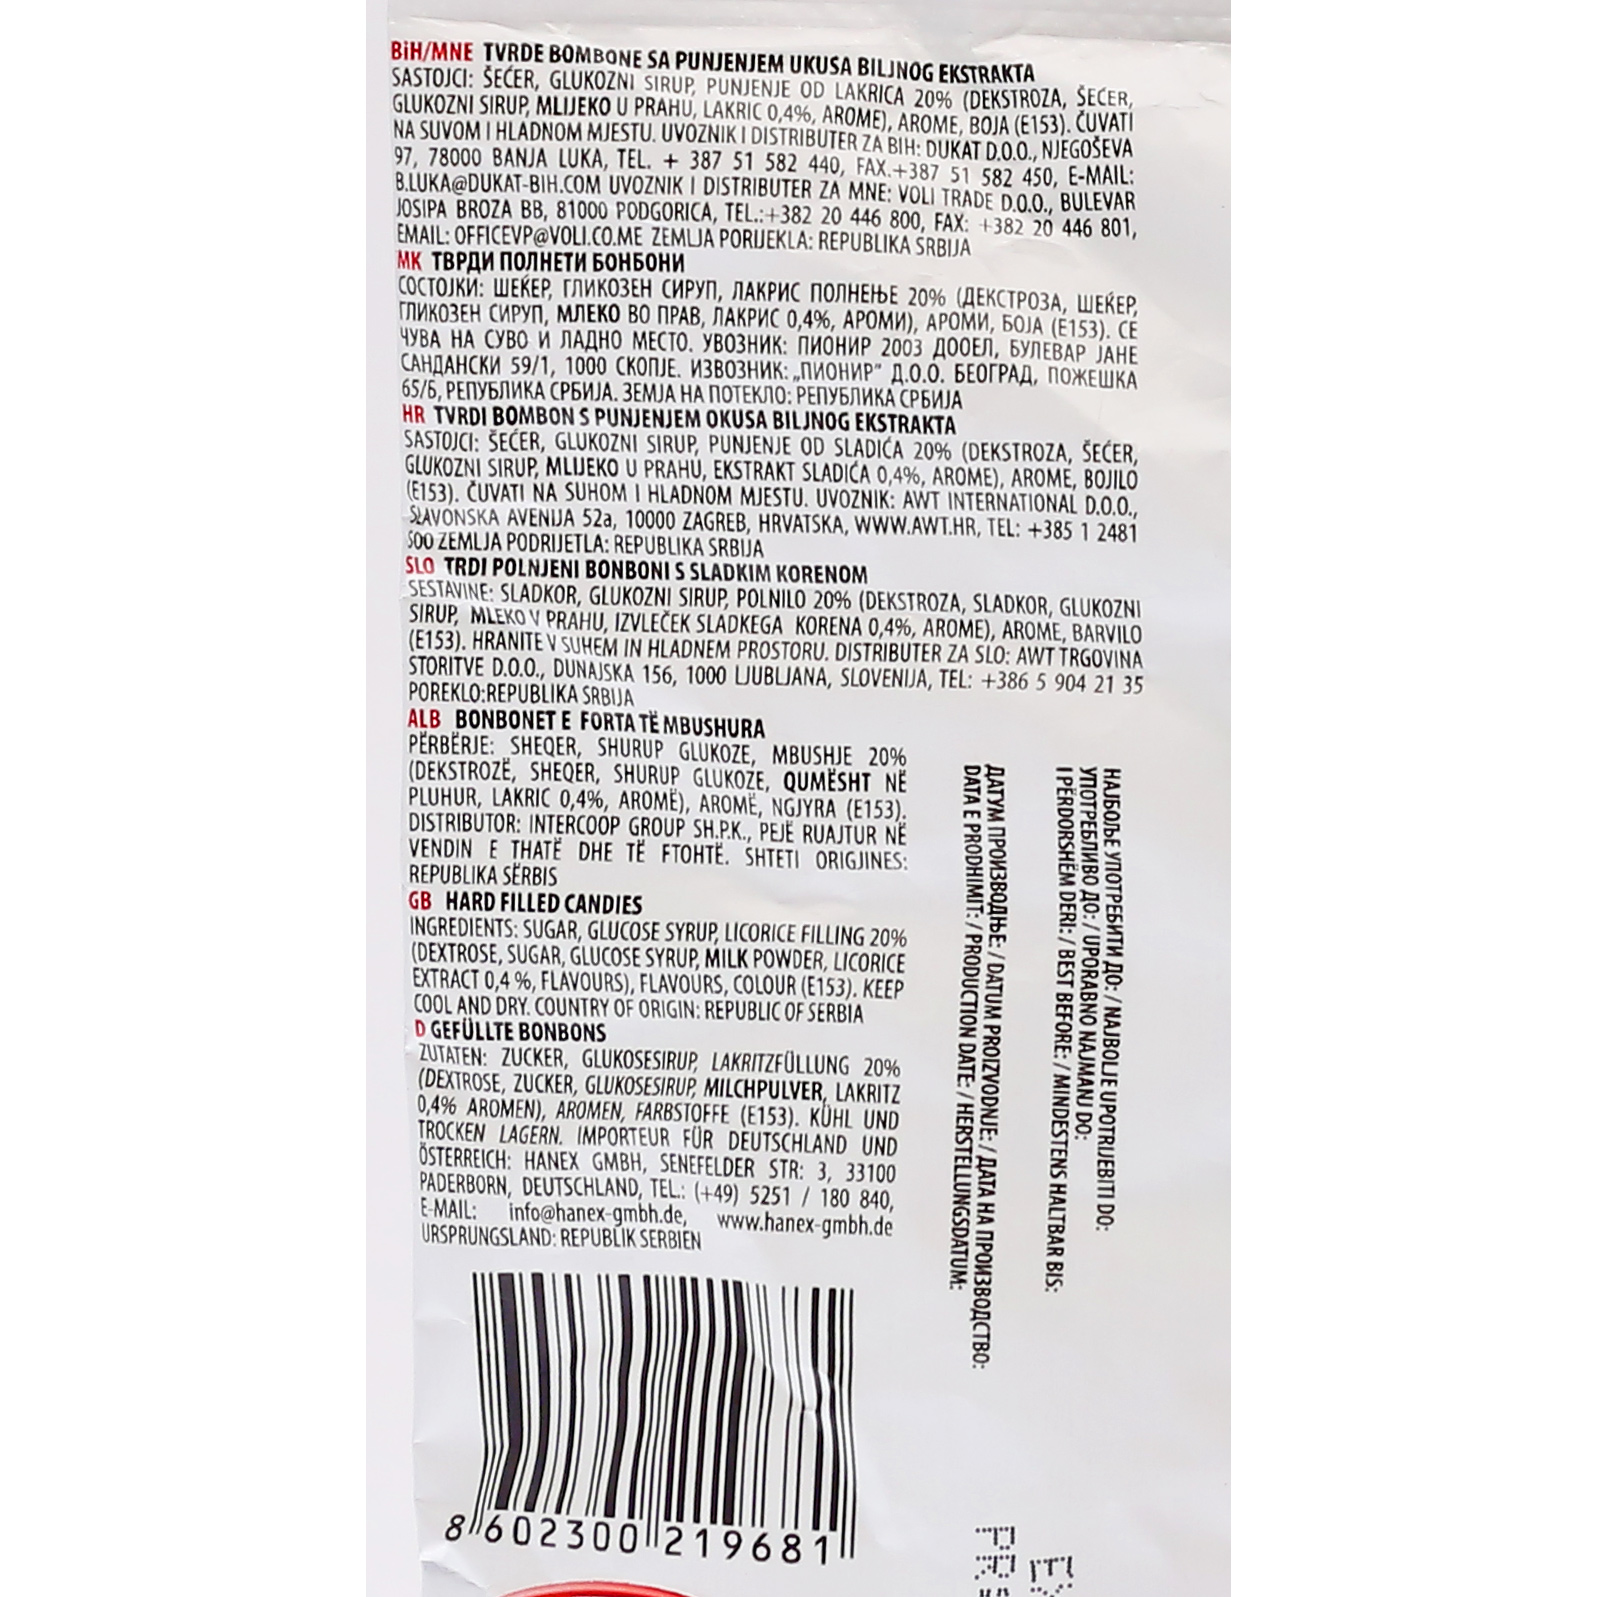 BiH/MNE TVRDE BOMBONE SA PUNJENJEM UKUSA BILJNOG EKSTRAKTA
SASTOJCI: ŠEĆER, GLUKOZNI SIRUP, PUNJENJE OD LAKRICA 20% (DEKSTROZA, ŠEĆER,
GLUKOZNI SIRUP, MLIJEKO U PRAHU, LAKRIC 0,4%, AROME), AROME, BOJA (E153). ČUVATI
NA SUVOM I HLADNOM MJESTU. UVOZNIK I DISTRIBUTER ZA BIH: DUKAT D.O.O., NJEGOŠEVA
97, 78000 BANJA LUKA, TEL. + 387 51 582 440, FAX.+387 51 582 450, E-MAIL:
B.LUKA@DUKAT-BIH.COM UVOZNIK I DISTRIBUTER ZA MNE: VOLI TRADE D.O.O., BULEVAR
JOSIPA BROZA BB, 81000 PODGORICA, TEL.:+382 20 446 800, FAX: +382 20 446 801,
EMAIL: OFFICEVP@VOLI.CO.ME ZEMLJA PORIJEKLA: REPUBLIKA SRBIJA
MK ТВРДИ ПОЛНЕТИ БОНБОНИ
СОСТОЈКИ: ШЕЌЕР, ГЛИКОЗЕН СИРУП, ЛАКРИС ПОЛНЕЊЕ 20% (ДЕКСТРОЗА, ШЕЌЕР,
ГЛИКОЗЕН СИРУП, МЛЕКО ВО ПРАВ, ЛАКРИС 0,4%, АРОМИ), АРОМИ, БОЈА (E153). СЕ
ЧУВА НА СУВО И ЛАДНО МЕСТО. УВОЗНИК: ПИОНИР 2003 ДООЕЛ, БУЛЕВАР ЈАНЕ
САНДАНСКИ 59/1, 1000 СКОПЈЕ. ИЗВОЗНИК: „ПИОНИР" Д.О.О. БЕОГРАД, ПОЖЕШКА
65/Б, РЕПУБЛИКА СРБИЈА. ЗЕМЈА НА ПОТЕКЛО: РЕПУБЛИКА СРБИЈА
HR TVRDI BOMBON S PUNJENJEM OKUSA BILJNOG EKSTRAKTA
SASTOJCI: ŠEĆER, GLUKOZNI SIRUP, PUNJENJE OD SLADIĆA 20% (DEKSTROZA, ŠEĆER,
GLUKOZNI SIRUP, MLIJEKO U PRAHU, EKSTRAKT SLADIĆA 0,4%, AROME), AROME, BOJILO
(E153). ČUVATI NA SUHOM I HLADNOM MJESTU. UVOZNIK: AWT INTERNATIONAL D.O.O.,
SLAVONSKA AVENIJA 52a, 10000 ZAGREB, HRVATSKA, WWW.AWT.HR, TEL: +385 1 2481
500 ZEMLJA PODRIJETLA: REPUBLIKA SRBIJA
SLO TRDI POLNJENI BONBONI S SLADKIM KORENOM
SESTAVINE: SLADKOR, GLUKOZNI SIRUP, POLNILO 20% (DEKSTROZA, SLADKOR, GLUKOZNI
SIRUP, MLEKO V PRAHU, IZVLEČEK SLADKEGA KORENA 0,4%, AROME), AROME, BARVILO
(E153). HRANITE V SUHEM IN HLADNEM PROSTORU. DISTRIBUTER ZA SLO: AWT TRGOVINA
STORITVE D.O.O., DUNAJSKA 156, 1000 LJUBLJANA, SLOVENIJA, TEL: +386 5 904 21 35
POREKLO:REPUBLIKA SRBIJA
ALB BONBONET E FORTA TË MBUSHURA
PËRBËRJE: SHEQER, SHURUP GLUKOZE, MBUSHJE 20%
(DEKSTROZË, SHEQER, SHURUP GLUKOZE, QUMËSHT NË
PLUHUR, LAKRIC 0,4%, AROMË), AROMË, NGJYRA (E153).
DISTRIBUTOR: INTERCOOP GROUP SH.P.K., PEJË RUAJTUR NË
VENDIN E THATË DHE TË FTOHTË. SHTETI ORIGJINES:
REPUBLIKA SËRBIS
GB HARD FILLED CANDIES
INGREDIENTS: SUGAR, GLUCOSE SYRUP, LICORICE FILLING 20%
(DEXTROSE, SUGAR, GLUCOSE SYRUP, MILK POWDER, LICORICE
EXTRACT 0,4 %, FLAVOURS), FLAVOURS, COLOUR (E153). KEEP
COOL AND DRY. COUNTRY OF ORIGIN: REPUBLIC OF SERBIA
D GEFÜLLTE BONBONS
ZUTATEN: ZUCKER, GLUKOSESIRUP, LAKRITZFÜLLUNG 20%
(DEXTROSE, ZUCKER, GLUKOSESIRUP, MILCHPULVER, LAKRITZ
0,4% AROMEN), AROMEN, FARBSTOFFE (E153). KÜHL UND
TROCKEN LAGERN. IMPORTEUR FÜR DEUTSCHLAND UND
ÖSTERREICH: HANEX GMBH, SENEFELDER STR: 3, 33100
PADERBORN, DEUTSCHLAND, TEL.: (+49) 5251 / 180 840,
E-MAIL: info@hanex-gmbh.de, www.hanex-gmbh.de
URSPRUNGSLAND: REPUBLIK SERBIEN
8 602300 219681
НАЈБОЉЕ УПОТРЕБИТИ ДО: / NAJBOLJE UPOTRIJEBITI DO:
УПОТРЕБЛИВО ДО: / UPORABNO NAJMANJ DO:
I PËRDORSHËM DERI: / BEST BEFORE: / MINDESTENS HALTBAR BIS:
ДАТУМ ПРОИЗВОДЊЕ: / DATUM PROIZVODNJE: / ДАТА НА ПРОИЗВОДСТВО:
DATA E PRODHIMIT: / PRODUCTION DATE: / HERSTELLUNGSDATUM: